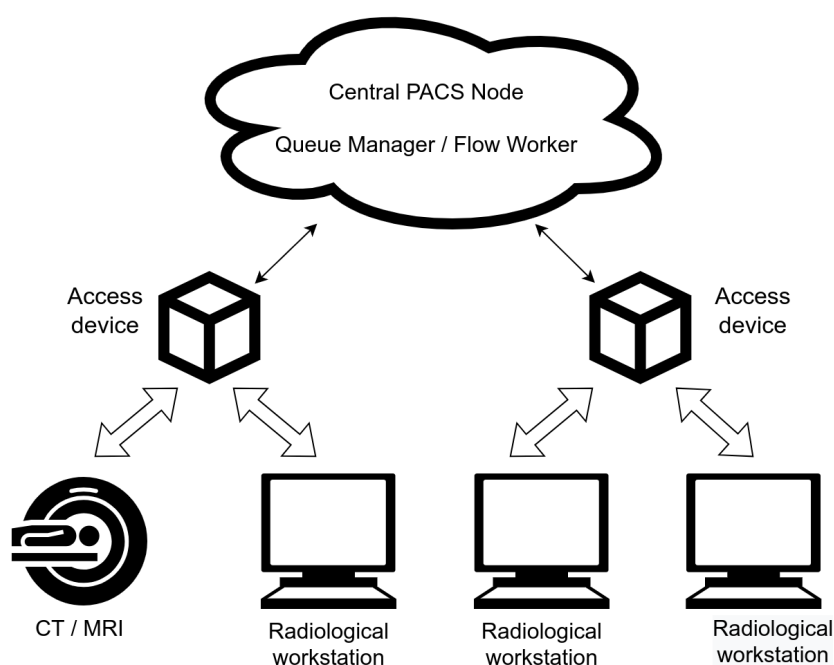 Central PACS Node
Queue Manager / Flow Worker
Access
device
Access
device
CT / MRI
Radiological
workstation
Radiological
workstation
Radiological
workstation